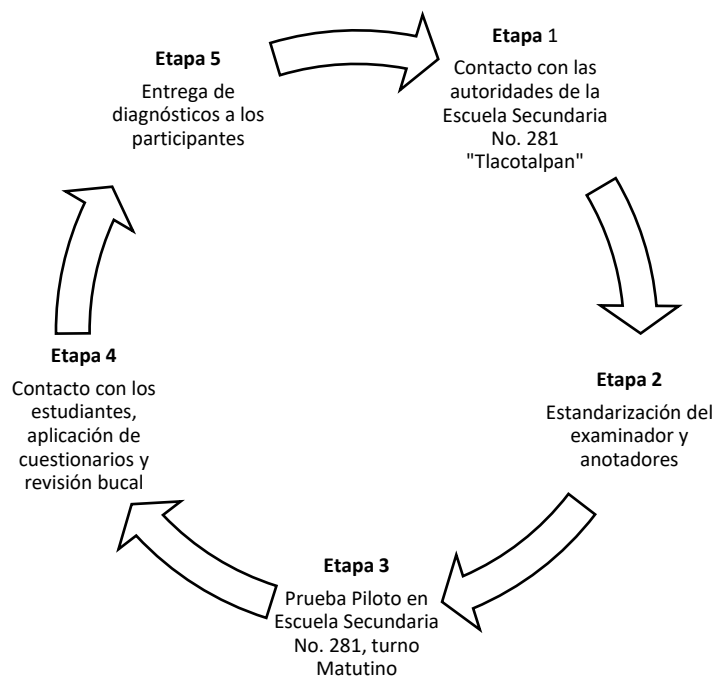 Etapa 1
Contacto con las
autoridades de la
Escuela Secundaria
No. 281
"Tlacotalpan"
Etapa 2
Estandarización del
examinador y
anotadores
Etapa 3
Prueba Piloto en
Escuela Secundaria
No. 281, turno
Matutino
Etapa 4
Contacto con los
estudiantes,
aplicación de
cuestionarios y
revisión bucal
Etapa 5
Entrega de
diagnósticos a los
participantes